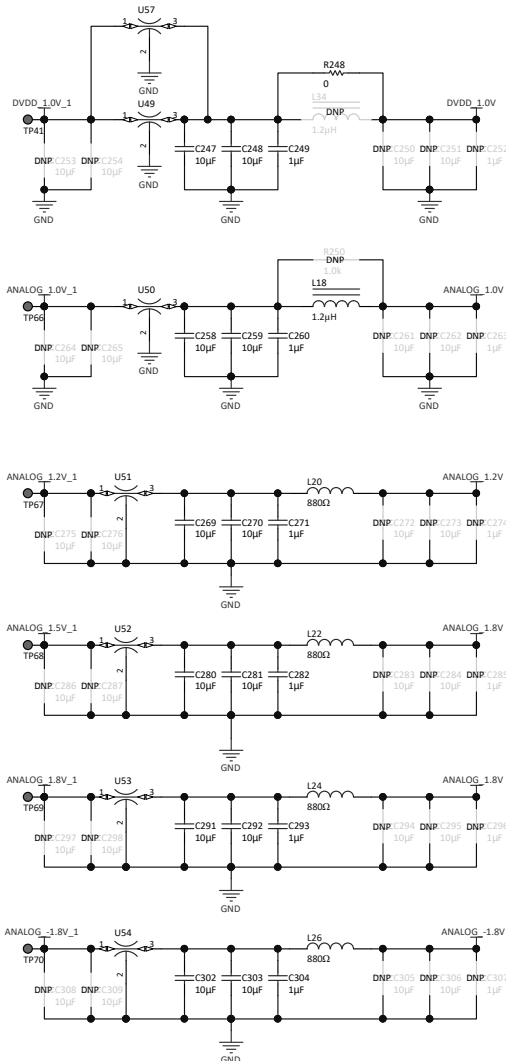 U57
1 3
2
GND
R248
0
L34
DNP
1.2µH
DVDD_1.0V_1
U49
DVDD_1.0V
TP41
1 3
2
GND
DNP C253 10µF
DNP C254 10µF
C247 10µF
C248 10µF
C249 1µF
DNP C250 10µF
DNP C251 10µF
DNP C252 1µF
GND GND GND
R250
DNP
1.0k
L18
1.2µH
ANALOG_1.0V_1
U50
ANALOG_1.0V
TP66
1 3
2
GND
DNP C264 10µF
DNP C265 10µF
C258 10µF
C259 10µF
C260 1µF
DNP C261 10µF
DNP C262 10µF
DNP C263 1µF
GND GND GND
ANALOG_1.2V_1
U51
L20
880Ω
ANALOG_1.2V
TP67
1 3
2
DNP C275 10µF
DNP C276 10µF
C269 10µF
C270 10µF
C271 1µF
DNP C272 10µF
DNP C273 10µF
DNP C274 1µF
GND
ANALOG_1.5V_1
U52
L22
880Ω
ANALOG_1.8V
TP68
1 3
2
DNP C286 10µF
DNP C287 10µF
C280 10µF
C281 10µF
C282 1µF
DNP C283 10µF
DNP C284 10µF
DNP C285 1µF
GND
ANALOG_1.8V_1
U53
L24
880Ω
ANALOG_1.8V
TP69
1 3
2
DNP C297 10µF
DNP C298 10µF
C291 10µF
C292 10µF
C293 1µF
DNP C294 10µF
DNP C295 10µF
DNP C296 1µF
GND
ANALOG_-1.8V_1
U54
L26
880Ω
ANALOG_-1.8V
TP70
1 3
2
DNP C308 10µF
DNP C309 10µF
C302 10µF
C303 10µF
C304 1µF
DNP C305 10µF
DNP C306 10µF
DNP C307 1µF
GND